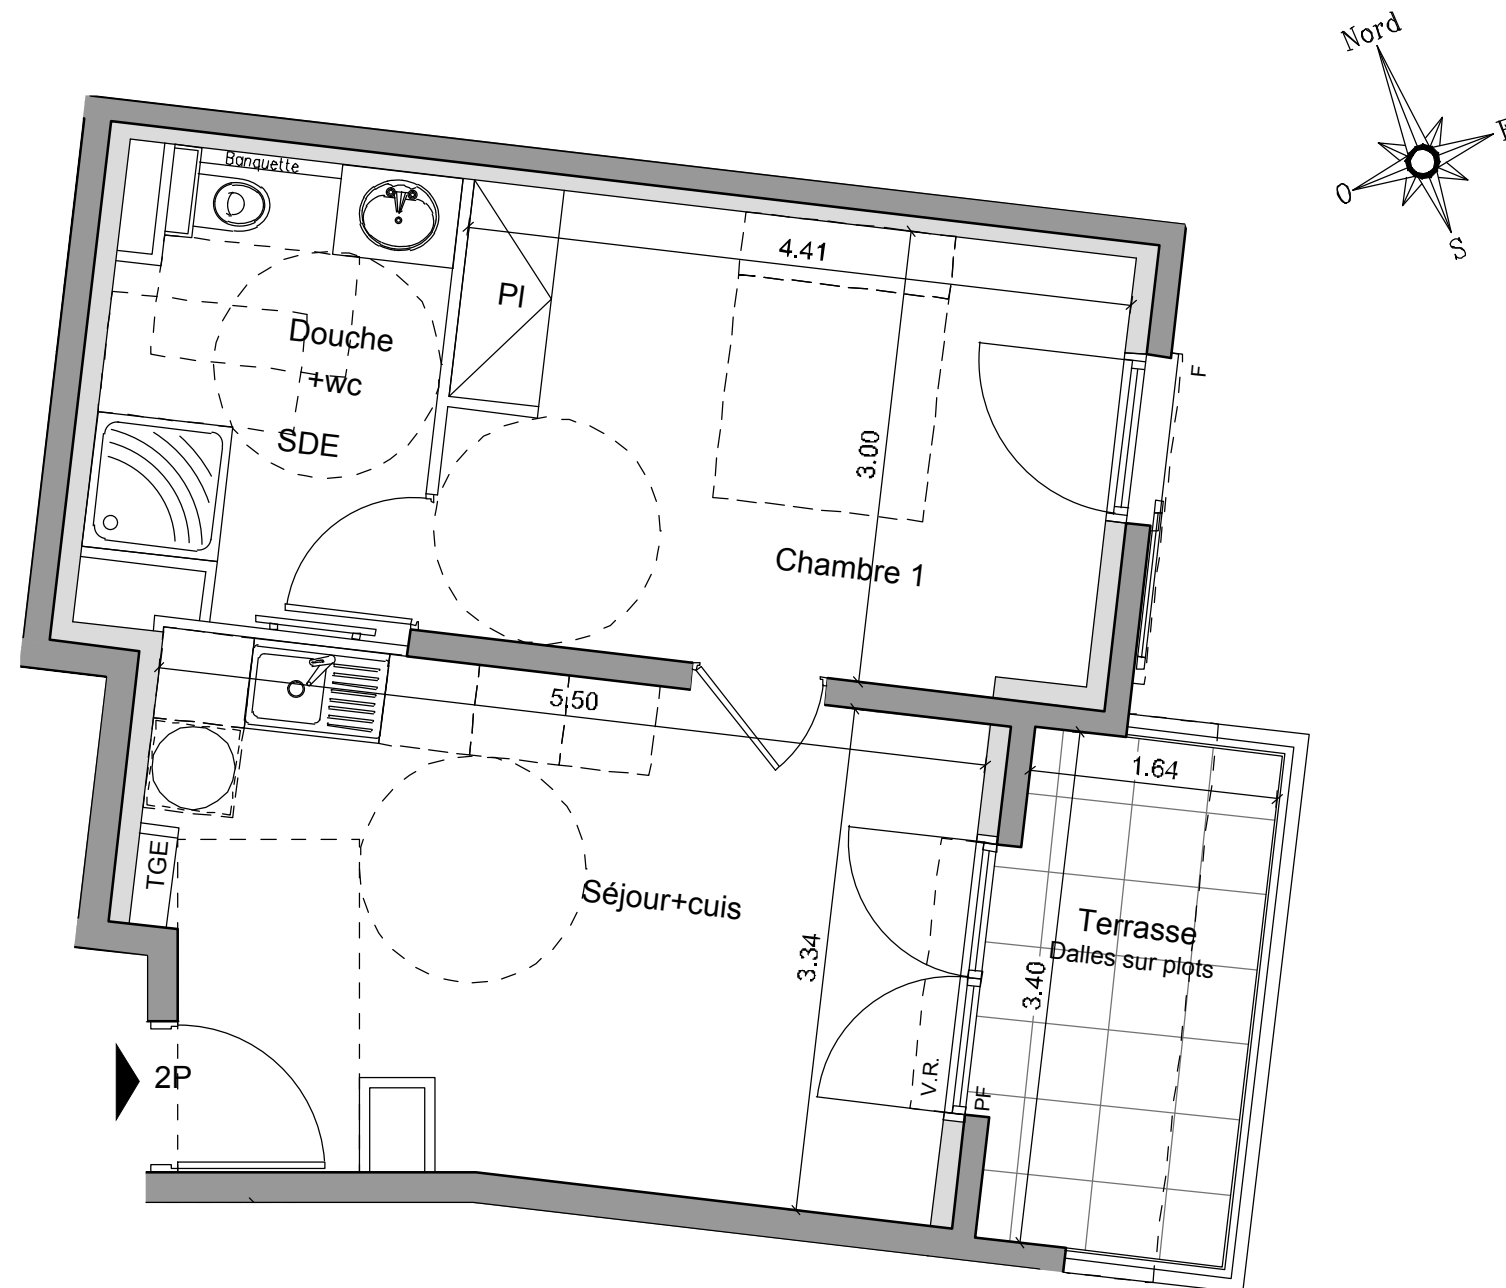 Nord
E
O
S
Banquette
4.41
Pl
Douche
+wc
SDE
F
3.00
Chambre 1
5.50
1.64
TGE
Séjour+cuis
Terrasse
Dalles sur plots
3.34
3.40
V.R.
PF
2P